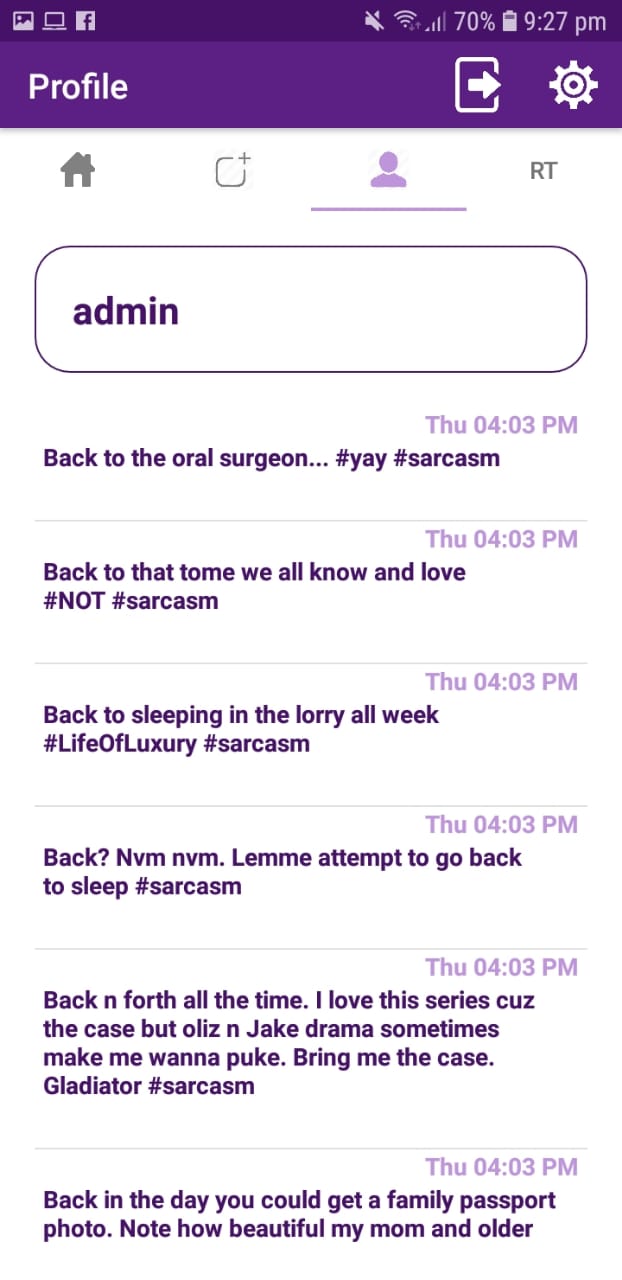 70% 9:27 pm
Profile
RT
admin
Thu 04:03 PM
Back to the oral surgeon... #yay #sarcasm
Thu 04:03 PM
Back to that tome we all know and love
#NOT #sarcasm
Thu 04:03 PM
Back to sleeping in the lorry all week
#LifeOfLuxury #sarcasm
Thu 04:03 PM
Back? Nvm nvm. Lemme attempt to go back
to sleep #sarcasm
Thu 04:03 PM
Back n forth all the time. I love this series cuz
the case but oliz n Jake drama sometimes
make me wanna puke. Bring me the case.
Gladiator #sarcasm
Thu 04:03 PM
Back in the day you could get a family passport
photo. Note how beautiful my mom and older